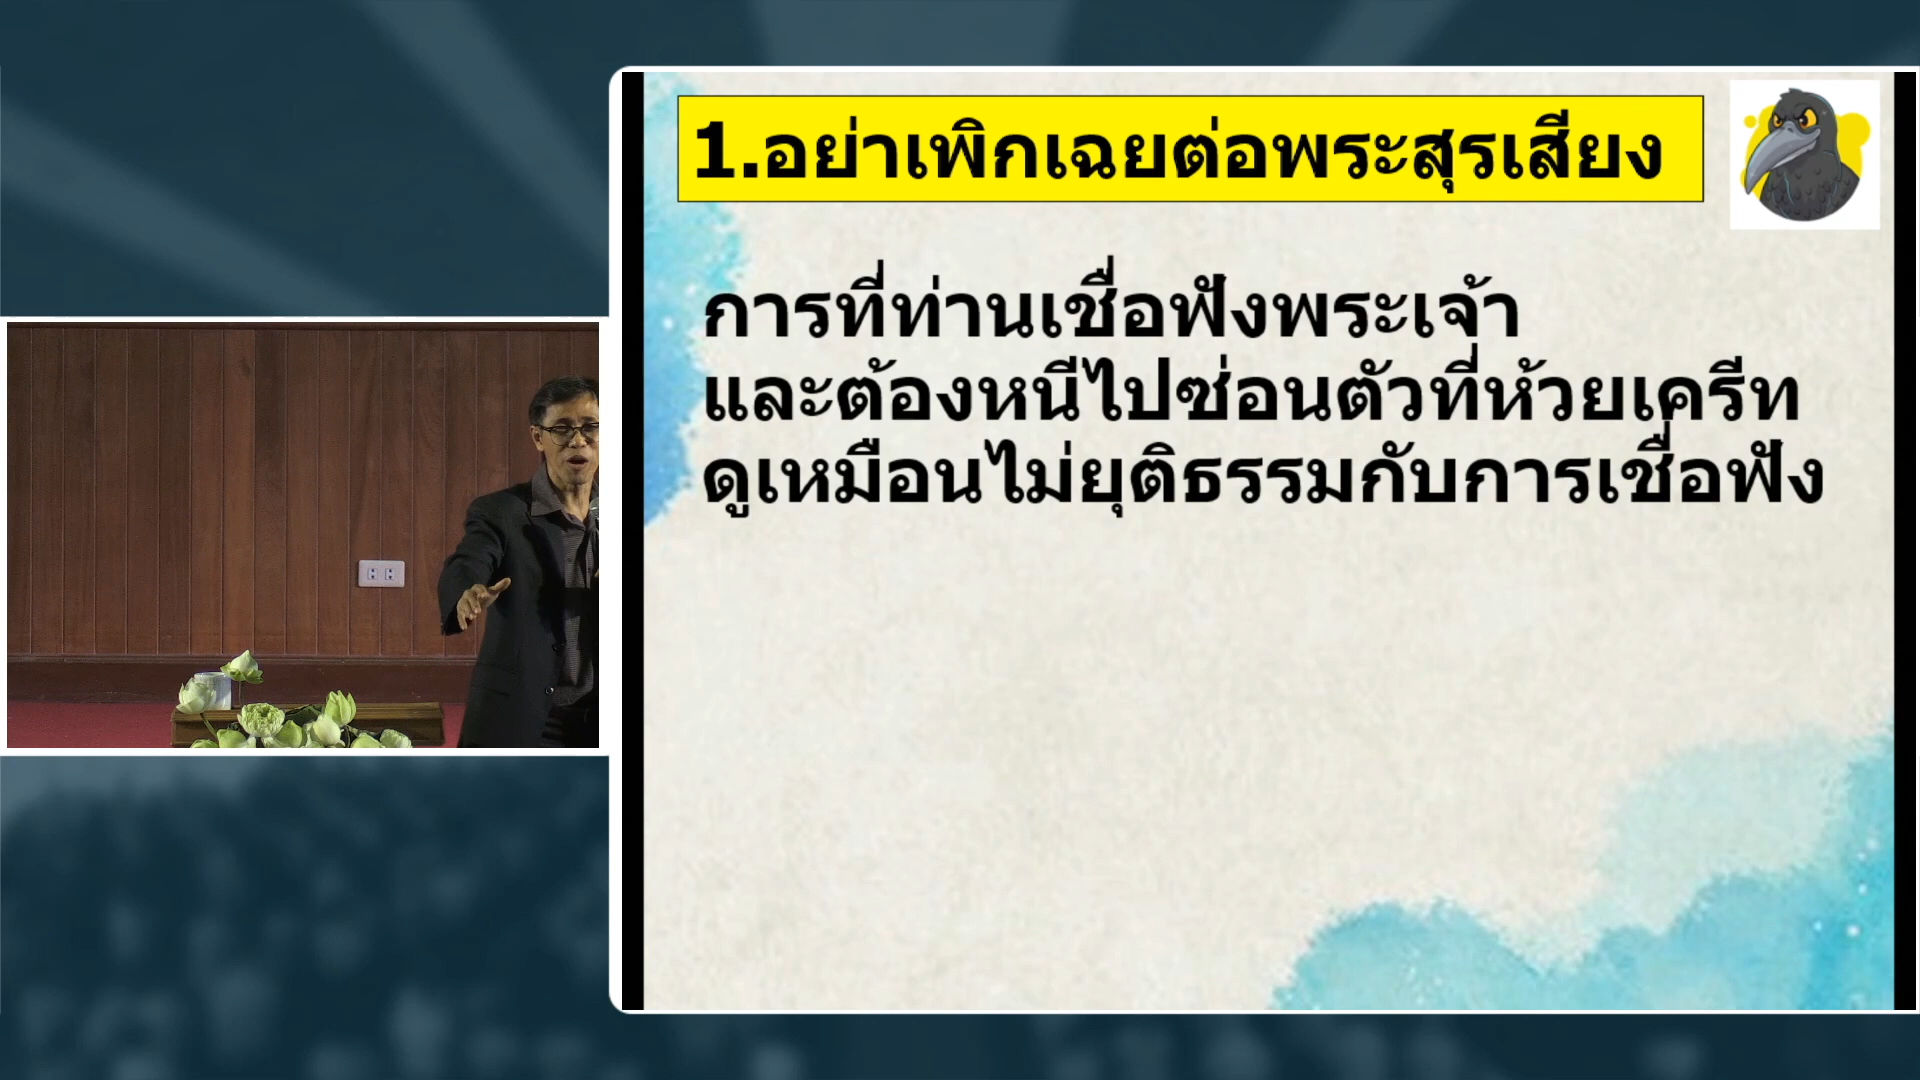 1.อย่าเพิกเฉยต่อพระสุรเสียง
การที่ท่านเชื่อฟังพระเจ้า
และต้องหนีไปซ่อนตัวที่ห้วยเครีท
ดูเหมือนไม่ยุติธรรมกับการเชื่อฟัง